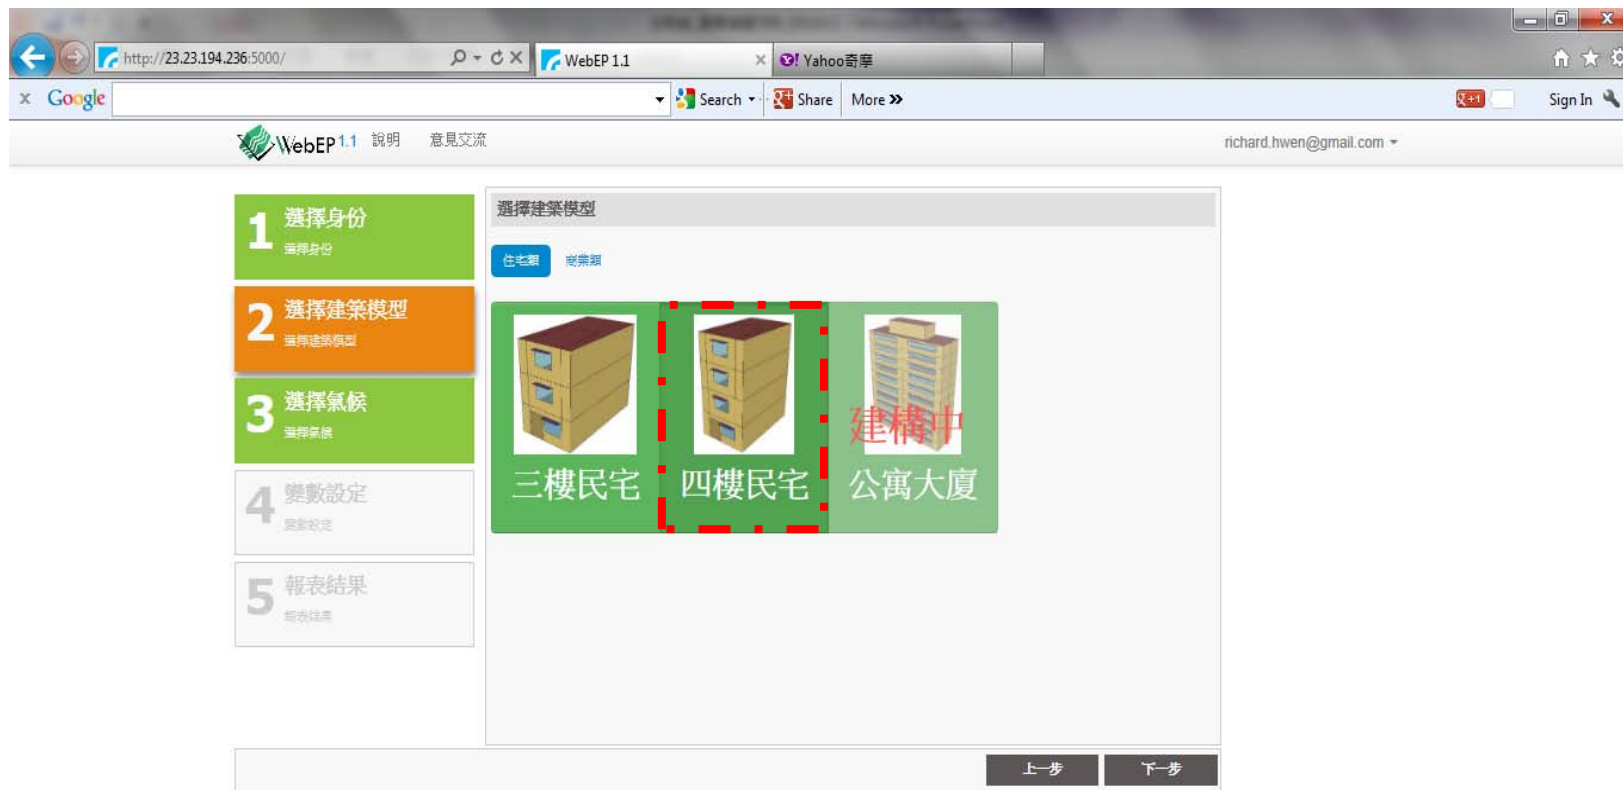 http://23.23.194.236:5000/
WebEP 1.1
Yahoo奇摩
x Google
Search
Share
More »
+1
Sign In
WebEP 1.1 說明 意見交流
richard.hwen@gmail.com
1 選擇身份
選擇身份
2 選擇建築模型
選擇建築模型
3 選擇氣候
選擇氣候
4 變數設定
變數設定
5 報表結果
報表結果
選擇建築模型
住宅類 商業類
建構中
三樓民宅 四樓民宅 公寓大廈
上一步 下一步